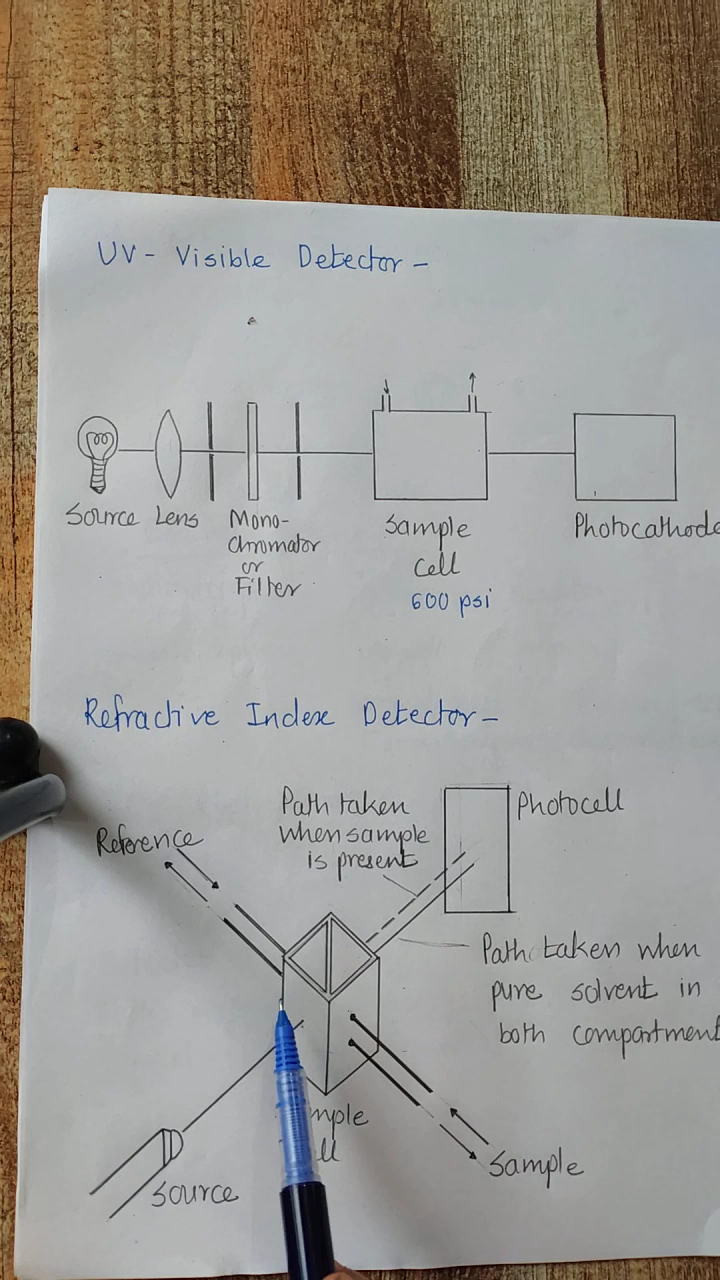 UV - Visible Detector -
Source
Lens
Mono-
chromator
or
Filter
Sample
Cell
600 psi
Photocathode
Refractive Index Detector -
Reference
Path taken
when sample
is present
Photocell
Path taken when
pure solvent in
both compartment
Source
Sample